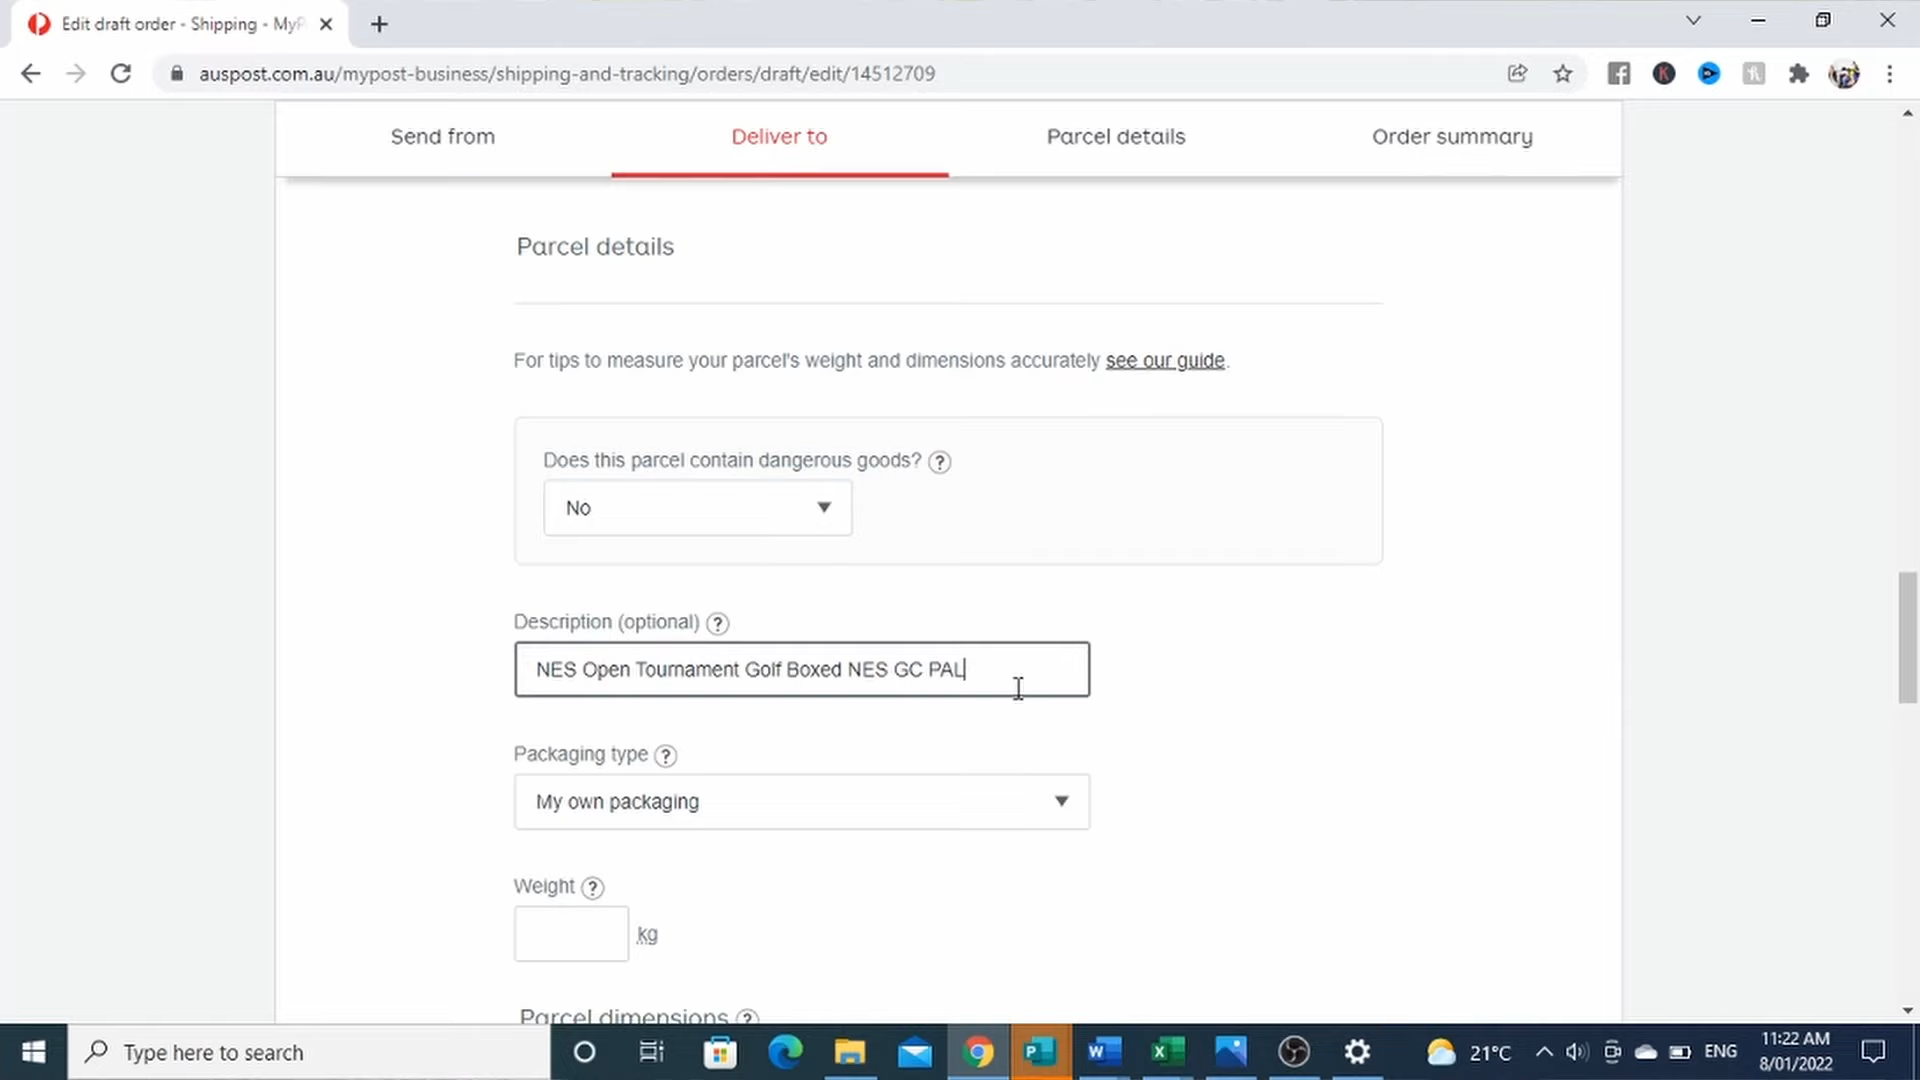 Edit draft order - Shipping - MyP
auspost.com.au/mypost-business/shipping-and-tracking/orders/draft/edit/14512709
Send from
Deliver to
Parcel details
Order summary
Parcel details
For tips to measure your parcel's weight and dimensions accurately see our guide.
Does this parcel contain dangerous goods? ?
No
Description (optional) ?
NES Open Tournament Golf Boxed NES GC PAL
Packaging type ?
My own packaging
Weight ?
kg
Parcel dimensions ?
Type here to search
21°C
ENG
11:22 AM
8/01/2022